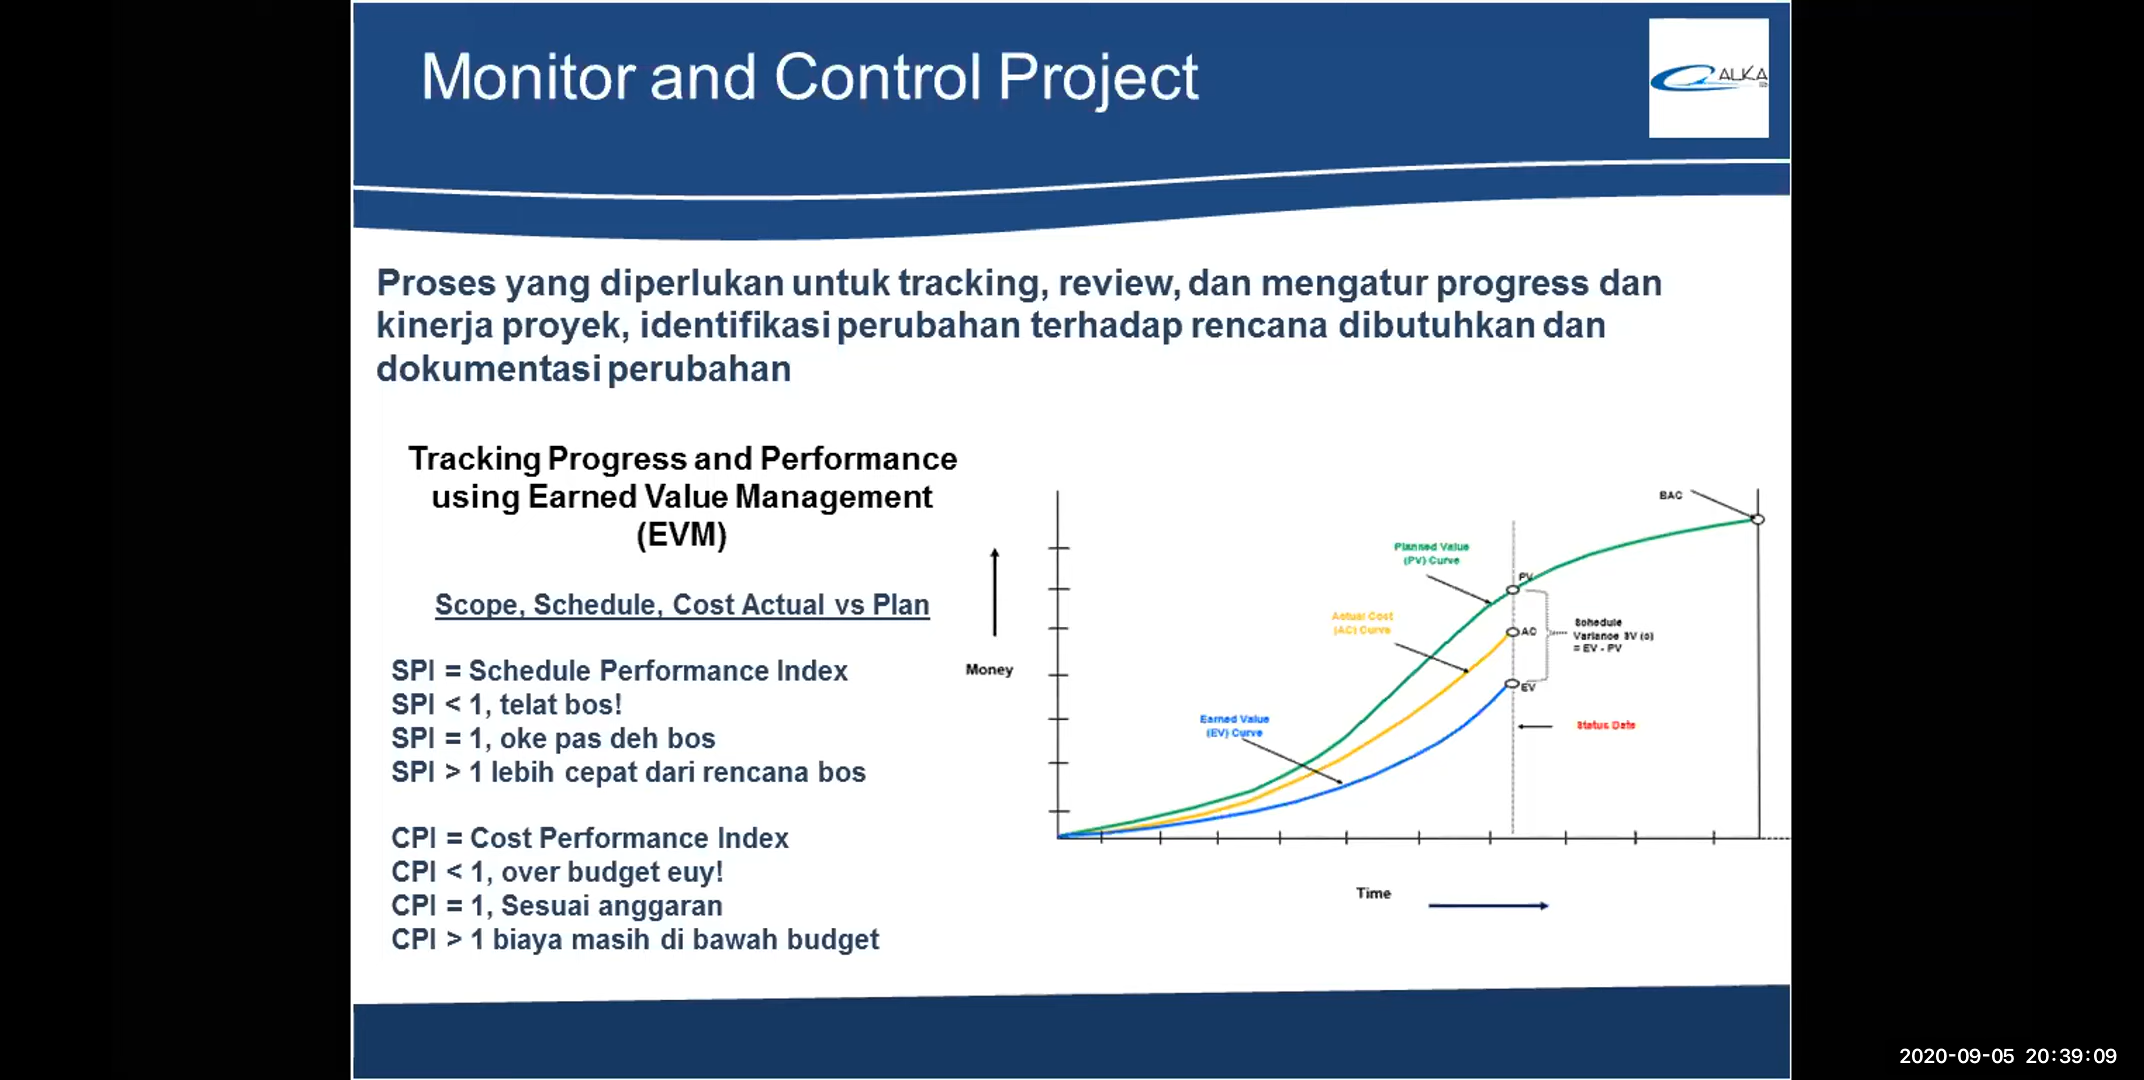 Monitor and Control Project
ALKA
Proses yang diperlukan untuk tracking, review, dan mengatur progress dan
kinerja proyek, identifikasi perubahan terhadap rencana dibutuhkan dan
dokumentasi perubahan
Tracking Progress and Performance
using Earned Value Management
(EVM)
Scope, Schedule, Cost Actual vs Plan
SPI = Schedule Performance Index
SPI < 1, telat bos!
SPI = 1, oke pas deh bos
SPI > 1 lebih cepat dari rencana bos
CPI = Cost Performance Index
CPI < 1, over budget euy!
CPI = 1, Sesuai anggaran
CPI > 1 biaya masih di bawah budget
Money
BAC
Planned Value
(PV) Curve
PV
Actual Cost
(AC) Curve
AC
Schedule
Variance SV (c)
= EV - PV
EV
Earned Value
(EV) Curve
Status Date
Time
2020-09-05 20:39:09